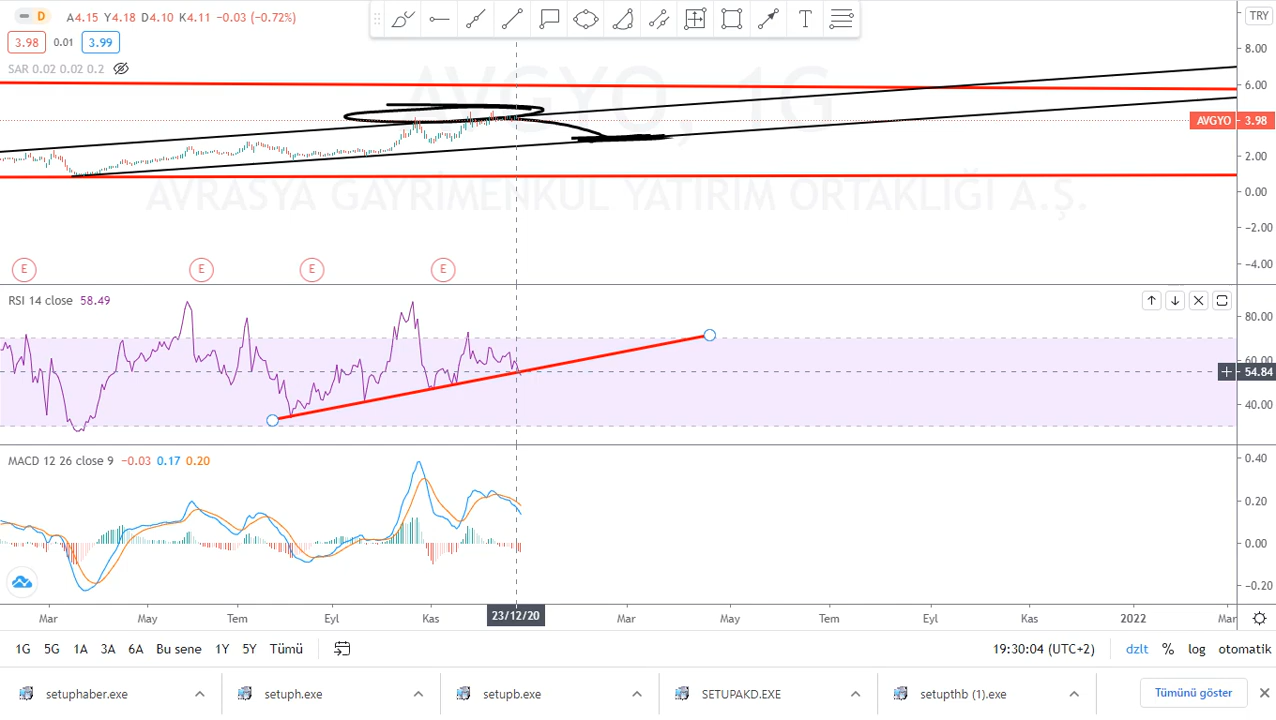 D A4.15 Y4.18 D4.10 K4.11 −0.03 (−0.72%)
TRY
3.98 0.01 3.99
SAR 0.02 0.02 0.2
AVGYO, 1G
AVRASYA GAYRİMENKUL YATIRIM ORTAKLIĞI A.Ş.
8.00
6.00
AVGYO 3.98
2.00
0.00
−2.00
−4.00
E E E E
RSI 14 close 58.49
80.00
60.00
54.84
40.00
MACD 12 26 close 9 −0.03 0.17 0.20
0.40
0.20
0.00
−0.20
Mar May Tem Eyl Kas 23/12/20 Mar May Tem Eyl Kas 2022 Mar
1G 5G 1A 3A 6A Bu sene 1Y 5Y Tümü 19:30:04 (UTC+2) dzlt % log otomatik
setuphaber.exe setuph.exe setupb.exe SETUPAKD.EXE setupthb (1).exe Tümünü göster